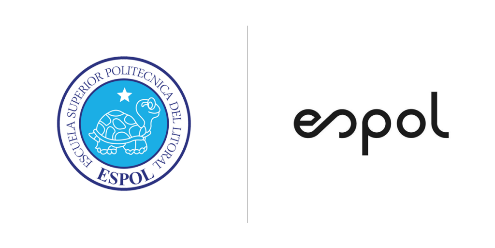 ESCUELA SUPERIOR POLITECNICA DEL LITORAL
ESPOL
espol